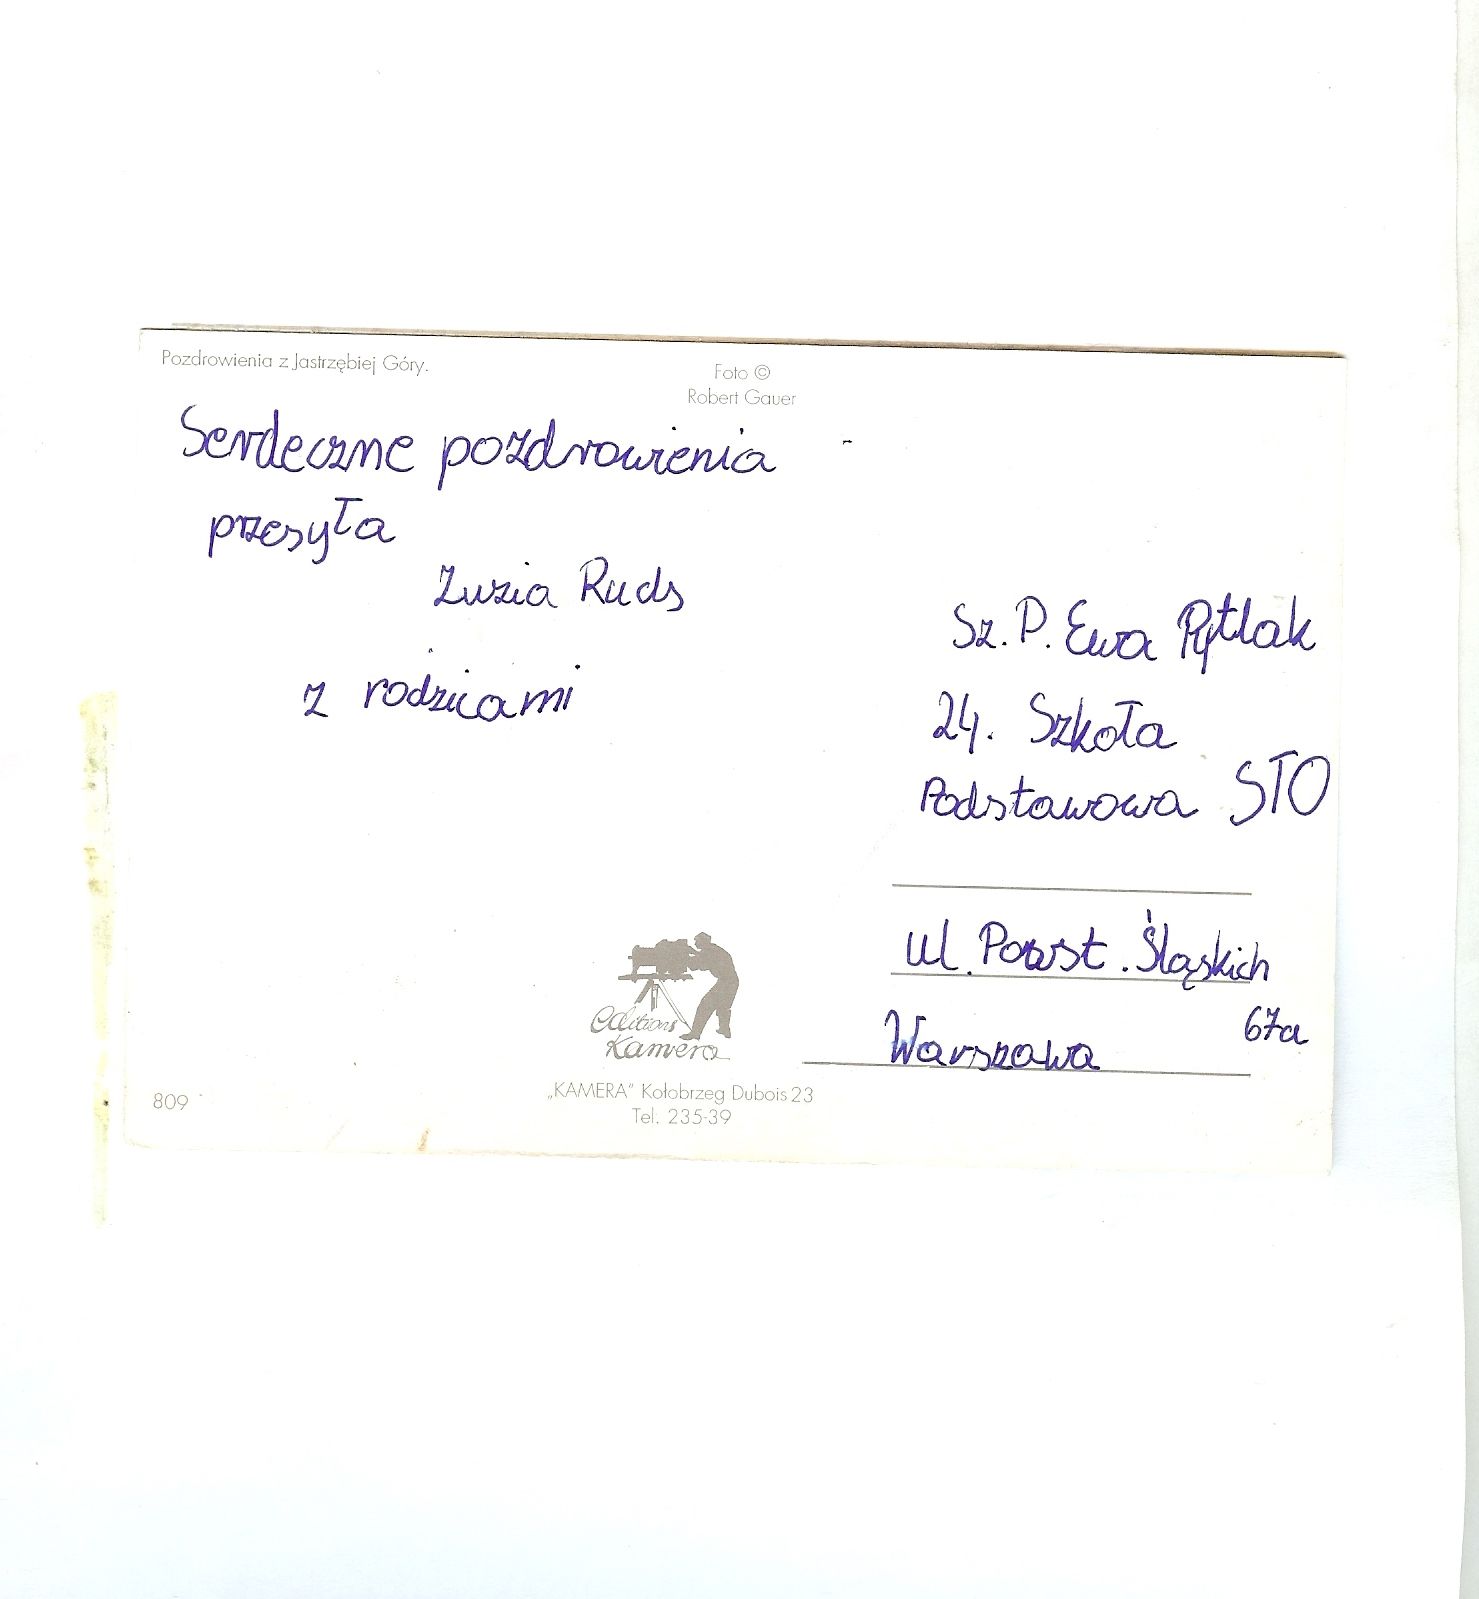 Pozdrowienia z Jastrzębiej Góry.
Foto ©
Robert Gauer
Serdeczne pozdrowienia
przesyła
Zuzia Ruds
z rodzicami
Sz. P. Ewa Pytlak
24. Szkoła
Podstawowa STO
ul. Powst. Śląskich
67a
Warszawa
editions
Kamera
„KAMERA” Kołobrzeg Dubois 23
Tel. 235-39
809